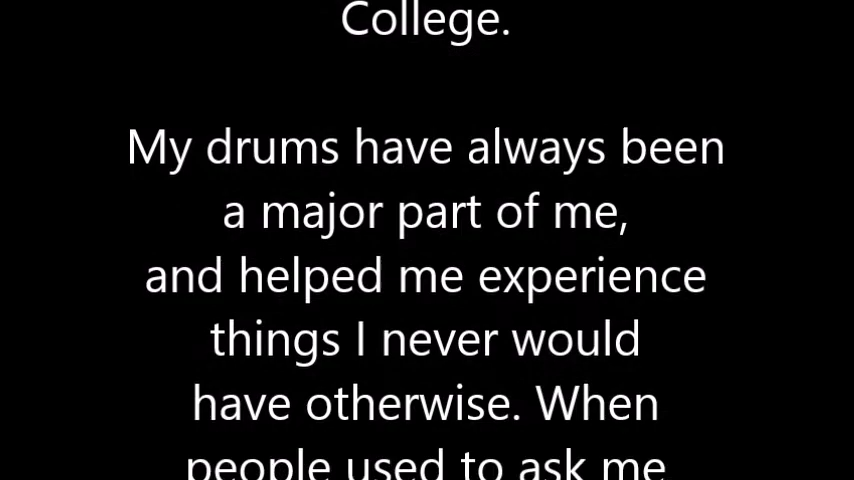 College.
My drums have always been
a major part of me,
and helped me experience
things I never would
have otherwise. When
people used to ask me